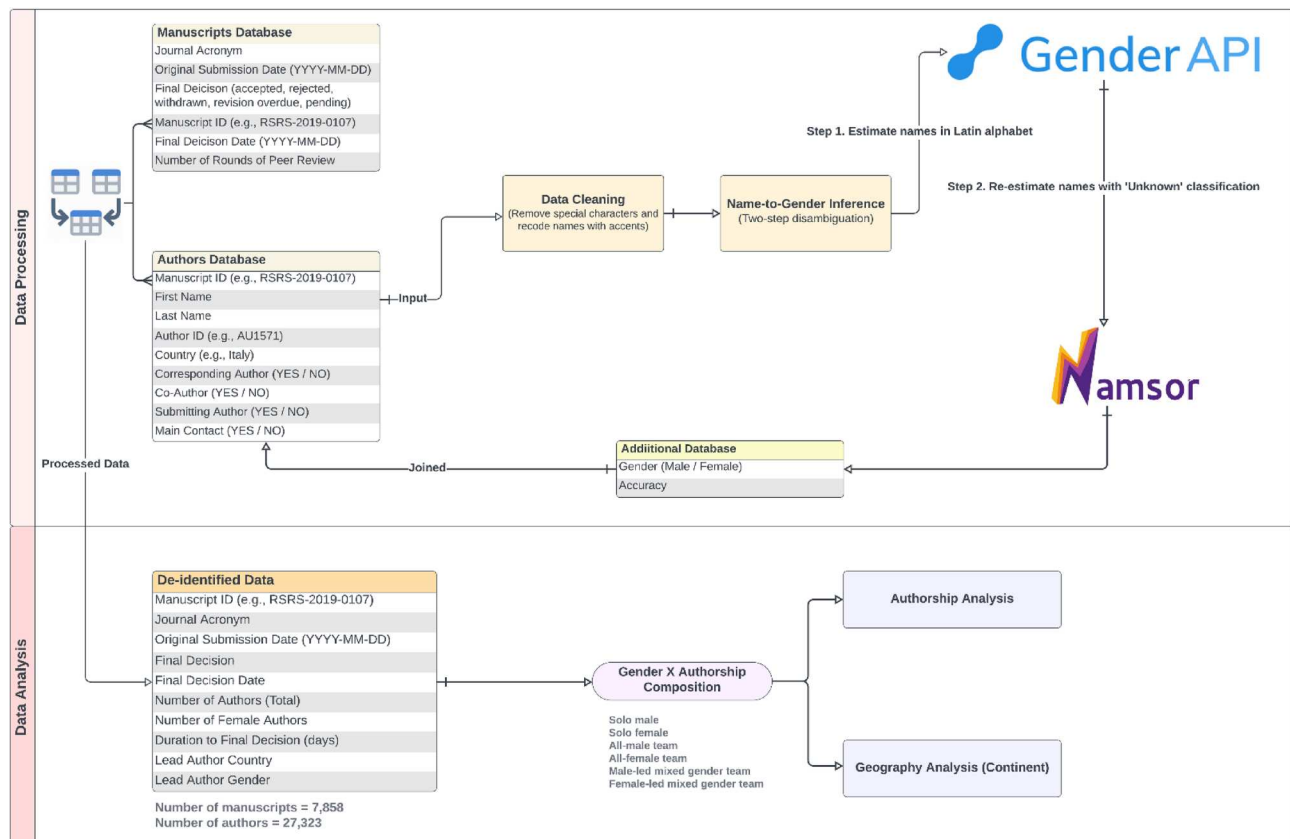 Data Processing
Manuscripts Database
Journal Acronym
Original Submission Date (YYYY-MM-DD)
Final Deicison (accepted, rejected,
withdrawn, revision overdue, pending)
Manuscript ID (e.g., RSRS-2019-0107)
Final Deicison Date (YYYY-MM-DD)
Number of Rounds of Peer Review
Authors Database
Manuscript ID (e.g., RSRS-2019-0107)
First Name
Last Name
Author ID (e.g., AU1571)
Country (e.g., Italy)
Corresponding Author (YES / NO)
Co-Author (YES / NO)
Submitting Author (YES / NO)
Main Contact (YES / NO)
Input
Data Cleaning
(Remove special characters and
recode names with accents)
Name-to-Gender Inference
(Two-step disambiguation)
Step 1. Estimate names in Latin alphabet
Gender API
Step 2. Re-estimate names with 'Unknown' classification
Namsor
Addiitional Database
Gender (Male / Female)
Accuracy
Joined
Processed Data
Data Analysis
De-identified Data
Manuscript ID (e.g., RSRS-2019-0107)
Journal Acronym
Original Submission Date (YYYY-MM-DD)
Final Decision
Final Decision Date
Number of Authors (Total)
Number of Female Authors
Duration to Final Decision (days)
Lead Author Country
Lead Author Gender
Number of manuscripts = 7,858
Number of authors = 27,323
Gender X Authorship
Composition
Solo male
Solo female
All-male team
All-female team
Male-led mixed gender team
Female-led mixed gender team
Authorship Analysis
Geography Analysis (Continent)